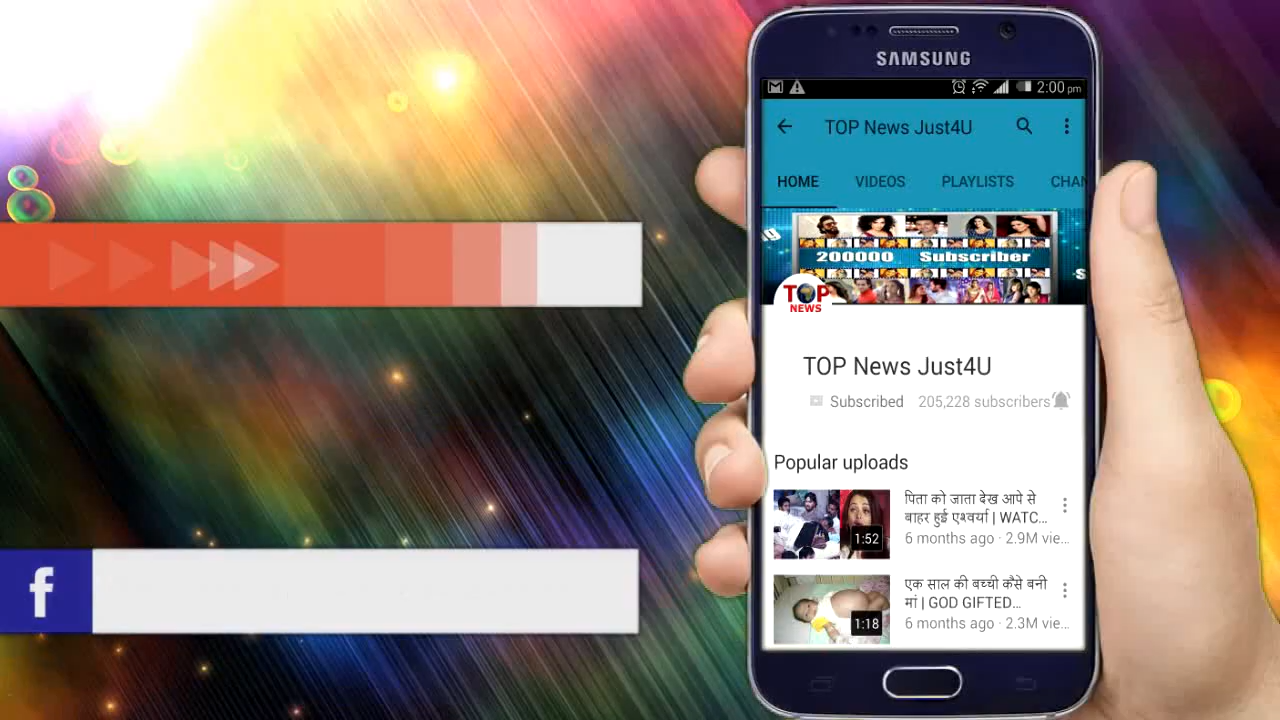 SAMSUNG
2:00 pm
TOP News Just4U
HOME VIDEOS PLAYLISTS CHAN
200000 Subscriber
TOP
NEWS
TOP News Just4U
Subscribed 205,228 subscribers
Popular uploads
पिता को जाता देख आपे से
बाहर हुई एश्वर्या | WATC...
6 months ago · 2.9M vie...
1:52
एक साल की बच्ची कैसे बनी
मां | GOD GIFTED...
6 months ago · 2.3M vie...
1:18
f